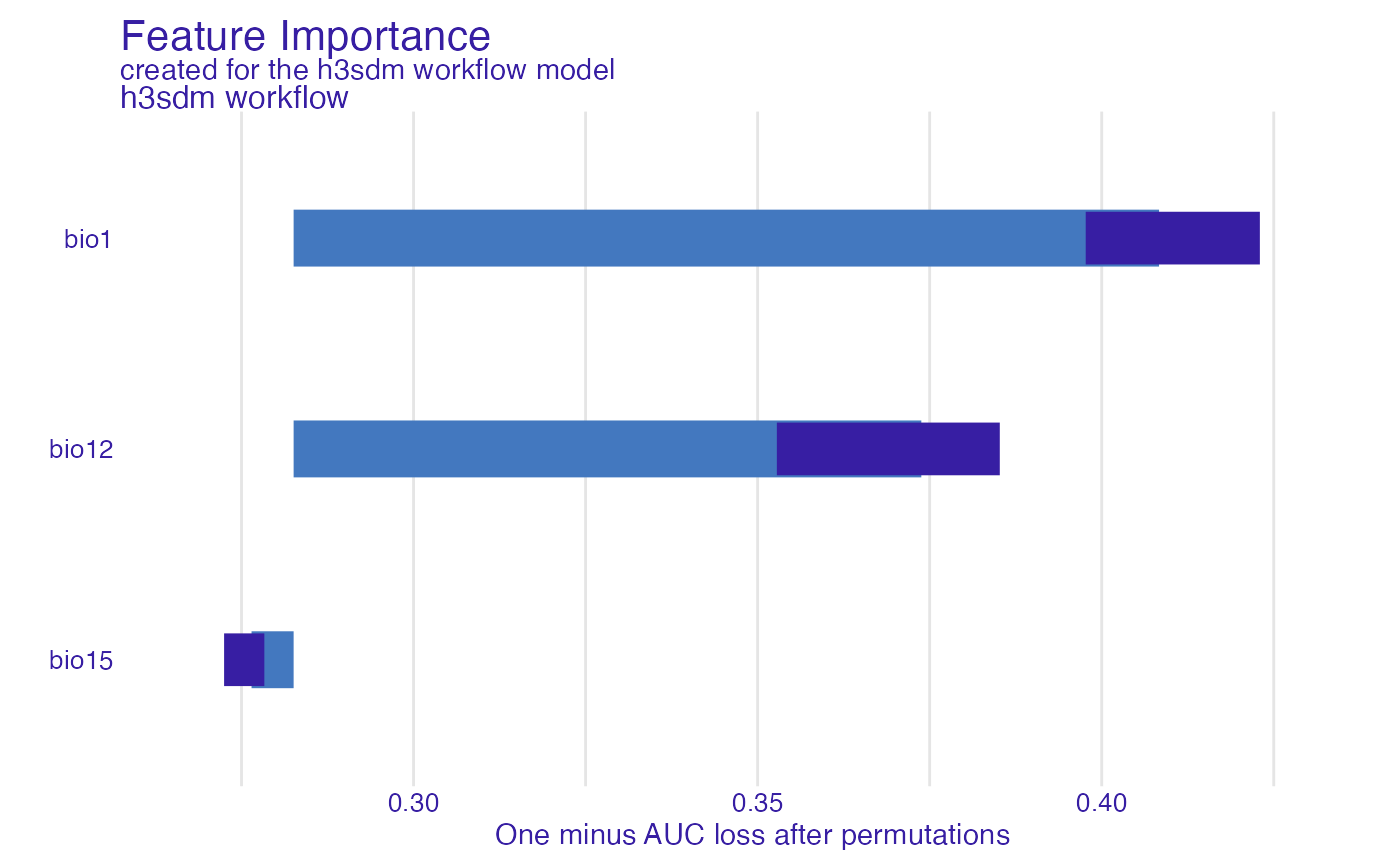 Feature Importance
created for the h3sdm workflow model
h3sdm workflow
bio1
bio12
bio15
0.30 0.35 0.40
One minus AUC loss after permutations